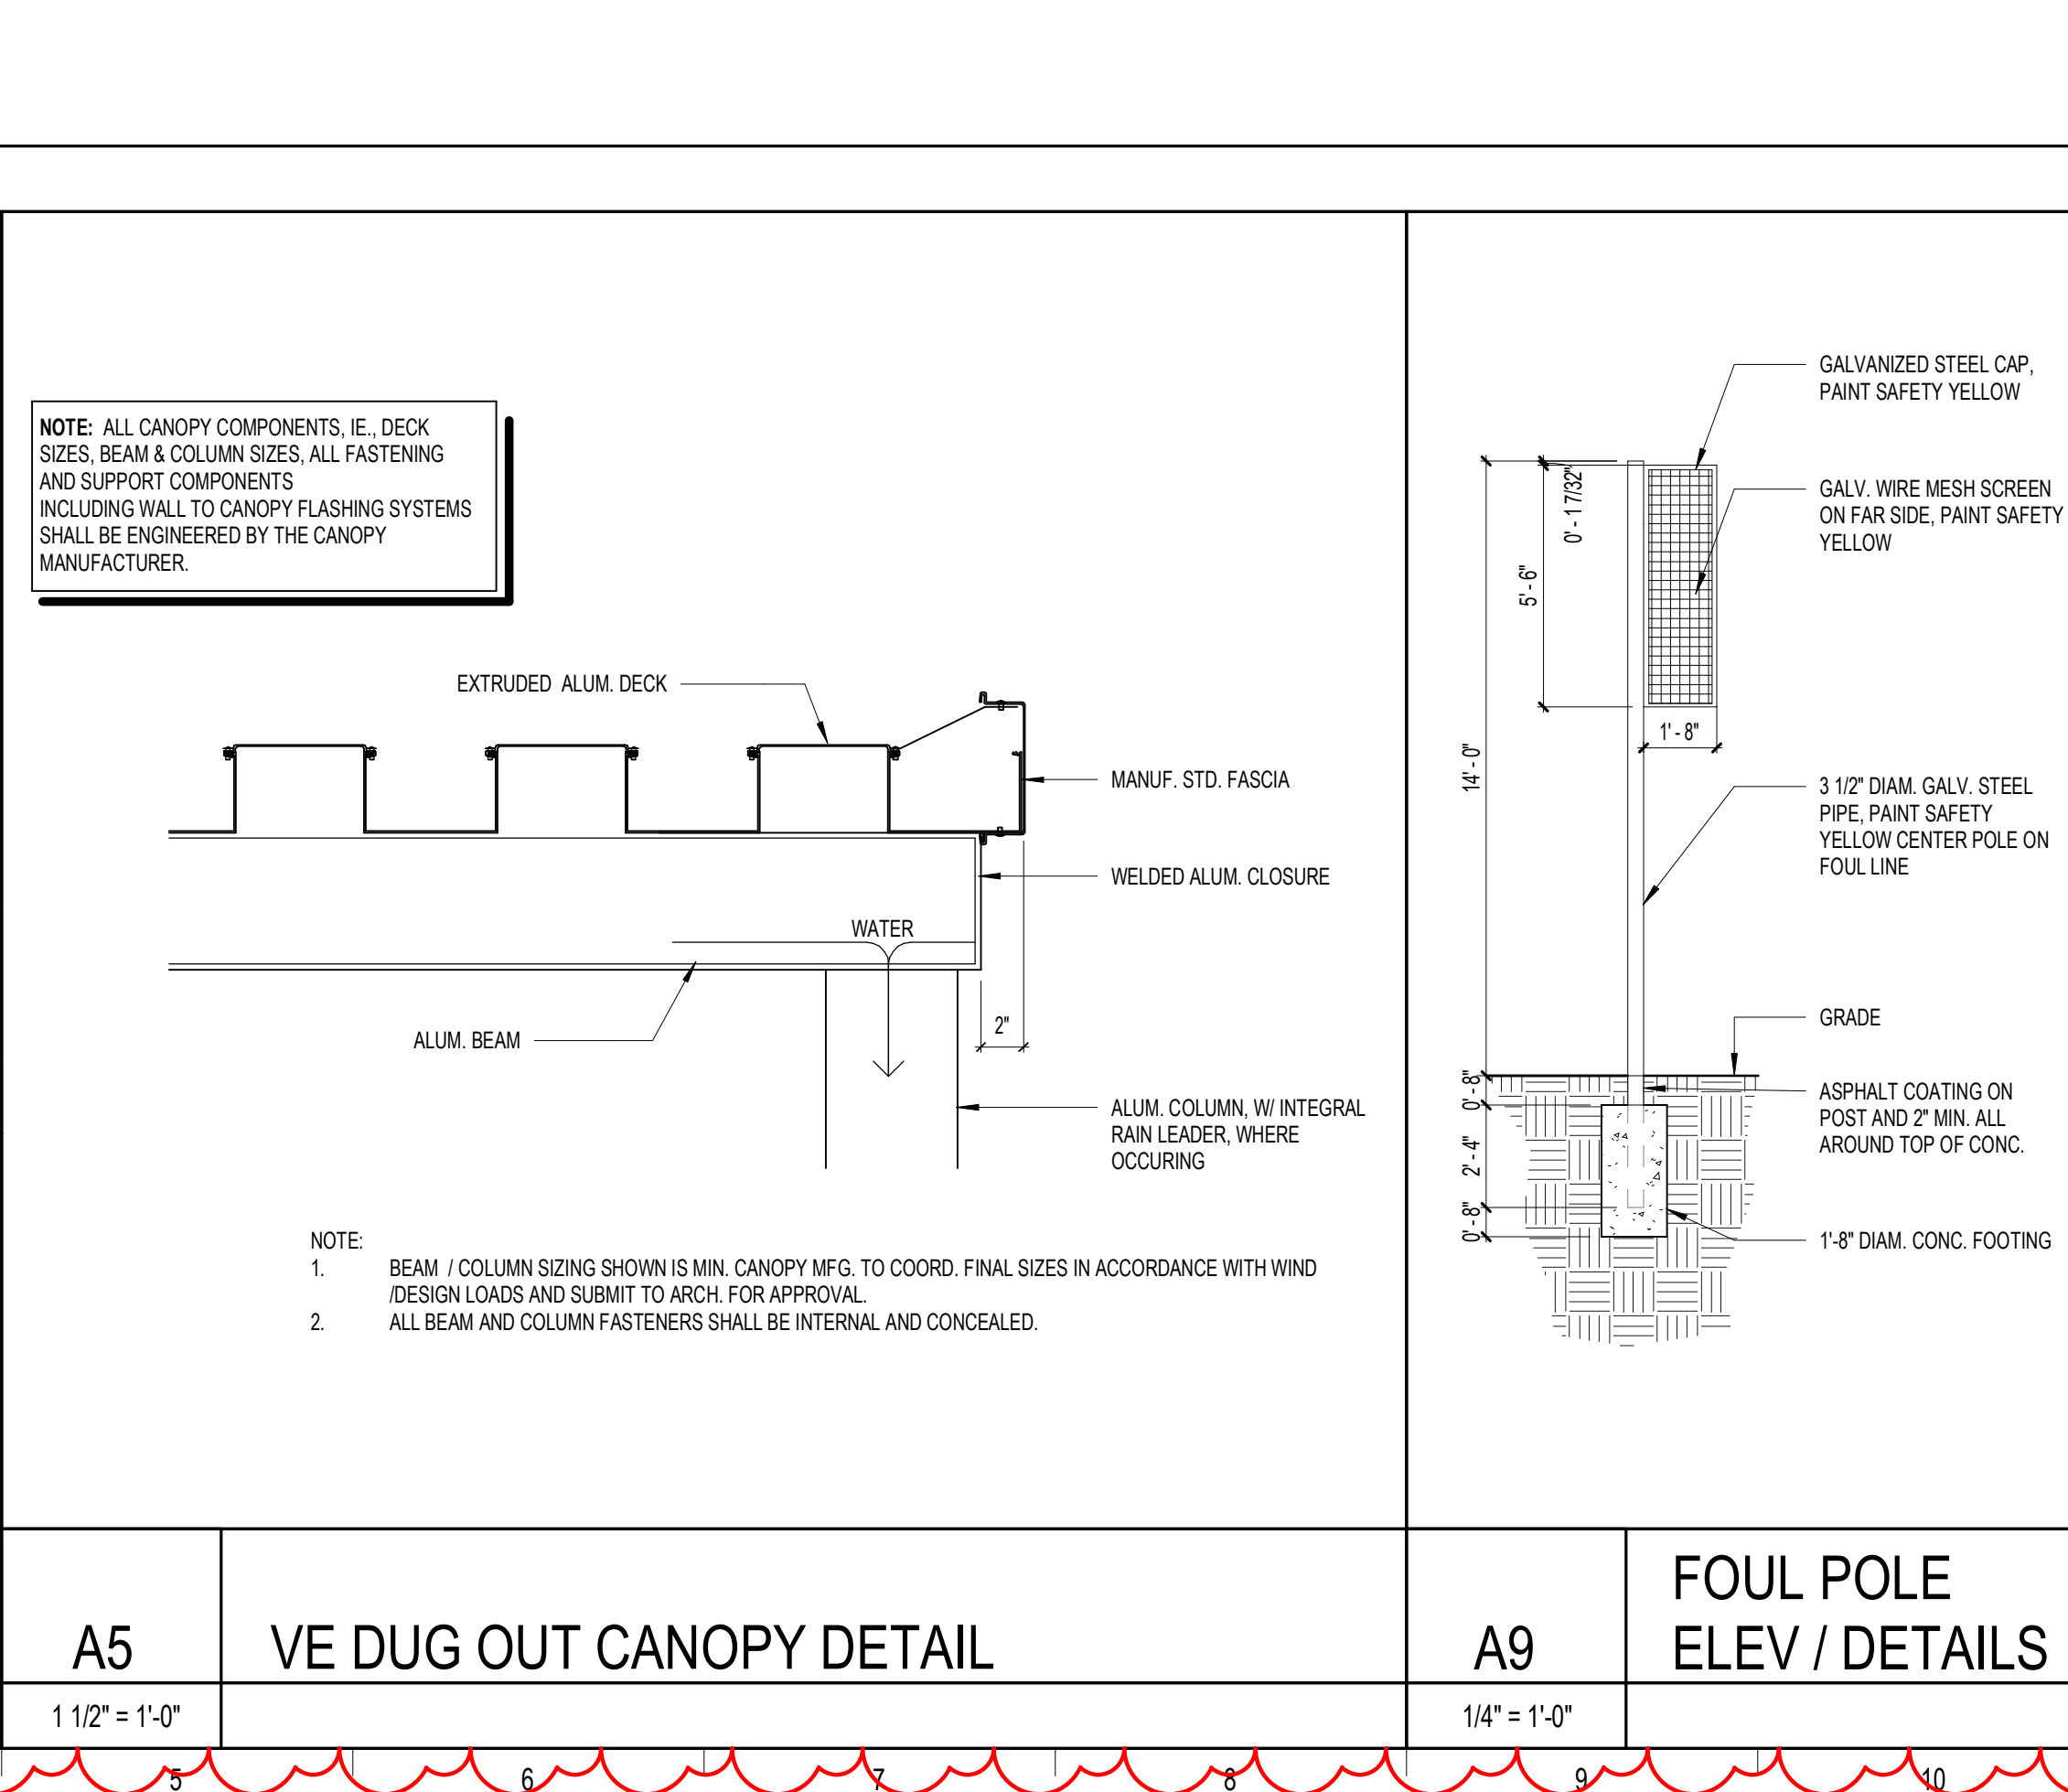 NOTE: ALL CANOPY COMPONENTS, IE., DECK
SIZES, BEAM & COLUMN SIZES, ALL FASTENING
AND SUPPORT COMPONENTS
INCLUDING WALL TO CANOPY FLASHING SYSTEMS
SHALL BE ENGINEERED BY THE CANOPY
MANUFACTURER.
EXTRUDED ALUM. DECK
MANUF. STD. FASCIA
WELDED ALUM. CLOSURE
WATER
ALUM. BEAM
2"
ALUM. COLUMN, W/ INTEGRAL
RAIN LEADER, WHERE
OCCURING
NOTE:
1. BEAM / COLUMN SIZING SHOWN IS MIN. CANOPY MFG. TO COORD. FINAL SIZES IN ACCORDANCE WITH WIND
/DESIGN LOADS AND SUBMIT TO ARCH. FOR APPROVAL.
2. ALL BEAM AND COLUMN FASTENERS SHALL BE INTERNAL AND CONCEALED.
A5
VE DUG OUT CANOPY DETAIL
1 1/2" = 1'-0"
GALVANIZED STEEL CAP,
PAINT SAFETY YELLOW
GALV. WIRE MESH SCREEN
ON FAR SIDE, PAINT SAFETY
YELLOW
0' - 1 7/32"
5' - 6"
1' - 8"
14' - 0"
3 1/2" DIAM. GALV. STEEL
PIPE, PAINT SAFETY
YELLOW CENTER POLE ON
FOUL LINE
GRADE
0' - 8"
ASPHALT COATING ON
POST AND 2" MIN. ALL
AROUND TOP OF CONC.
2' - 4"
0' - 8"
1'-8" DIAM. CONC. FOOTING
A9
FOUL POLE
ELEV / DETAILS
1/4" = 1'-0"
5
6
7
8
9
10